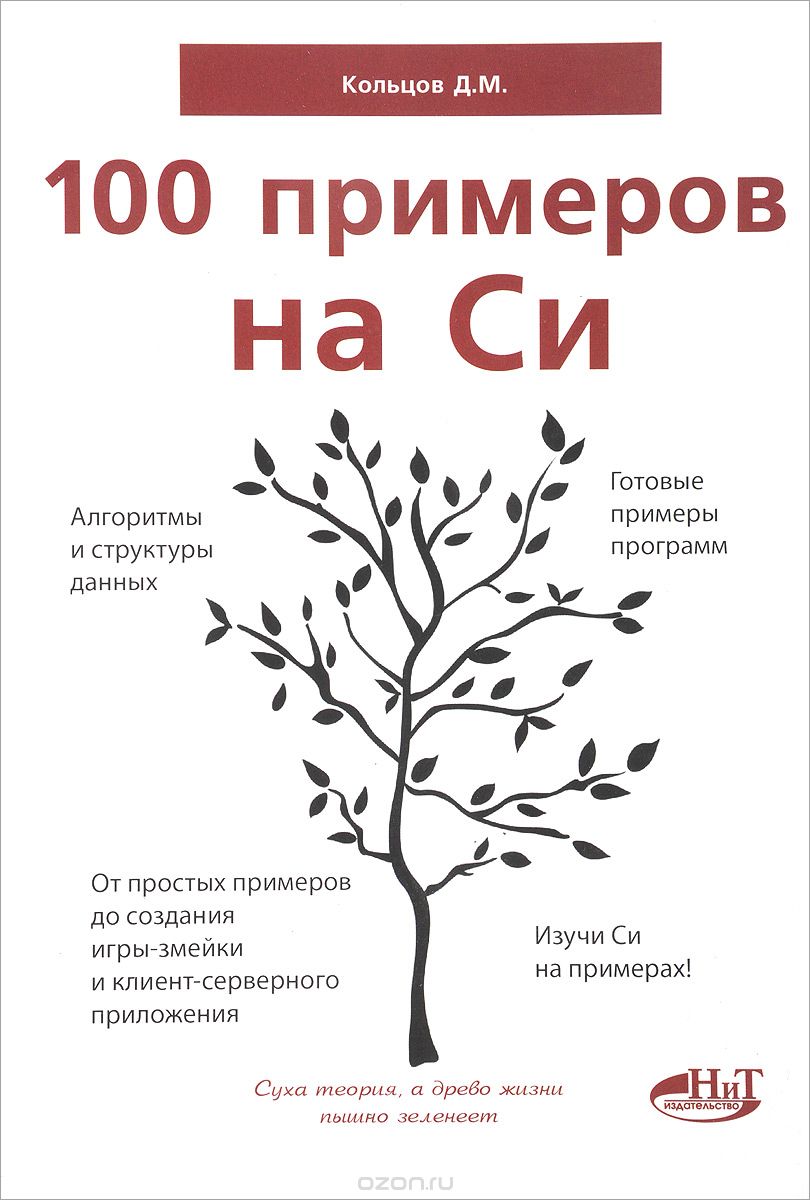 Кольцов Д.М.
100 примеров
на Си
Алгоритмы
и структуры
данных
Готовые
примеры
программ
От простых примеров
до создания
игры-змейки
и клиент-серверного
приложения
Изучи Си
на примерах!
Суха теория, а древо жизни
пышно зеленеет
НиТ
издательство
ozon.ru